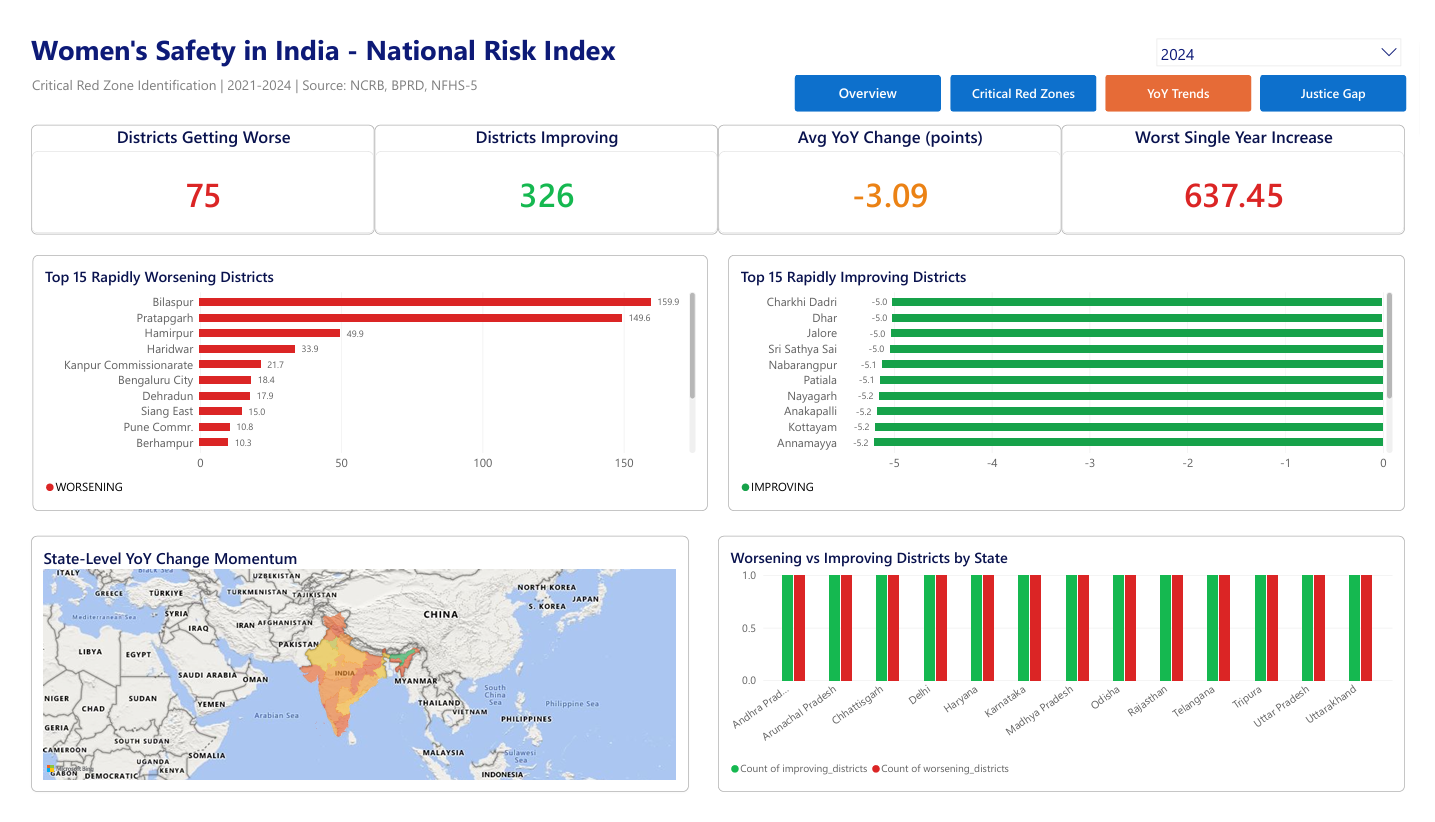 Women's Safety in India - National Risk Index
2024
Critical Red Zone Identification | 2021-2024 | Source: NCRB, BPRD, NFHS-5
Overview
Critical Red Zones
YoY Trends
Justice Gap
Districts Getting Worse
75
Districts Improving
326
Avg YoY Change (points)
-3.09
Worst Single Year Increase
637.45
Top 15 Rapidly Worsening Districts
Bilaspur 159.9
Pratapgarh 149.6
Hamirpur 49.9
Haridwar 33.9
Kanpur Commissionarate 21.7
Bengaluru City 18.4
Dehradun 17.9
Siang East 15.0
Pune Commr. 10.8
Berhampur 10.3
0 50 100 150
WORSENING
Top 15 Rapidly Improving Districts
Charkhi Dadri -5.0
Dhar -5.0
Jalore -5.0
Sri Sathya Sai -5.0
Nabarangpur -5.1
Patiala -5.1
Nayagarh -5.2
Anakapalli -5.2
Kottayam -5.2
Annamaya -5.2
-5 -4 -3 -2 -1 0
IMPROVING
State-Level YoY Change Momentum
ITALY
Black Sea
UZBEKISTAN
NORTH KOREA
GREECE
TÜRKIYE
TURKMENISTAN
TAJIKISTAN
JAPAN
S. KOREA
Mediterranean Sea
SYRIA
CHINA
IRAQ
IRAN
AFGHANISTAN
PAKISTAN
LIBYA
EGYPT
SAUDI ARABIA
OMAN
INDIA
MYANMAR
NIGER
SUDAN
CHAD
YEMEN
Arabian Sea
THAILAND
VIETNAM
South
China
Sea
Philippine Sea
PHILIPPINES
GERIA
SOUTH SUDAN
CAMEROON
SOMALIA
MALAYSIA
Sulawesi
Sea
UGANDA
KENYA
GABON
DEMOCRATIC
INDONESIA
Worsening vs Improving Districts by State
1.0
0.5
0.0
Andhra Prad...
Arunachal Pradesh
Chhattisgarh
Delhi
Haryana
Karnataka
Madhya Pradesh
Odisha
Rajasthan
Telangana
Tripura
Uttar Pradesh
Uttarakhand
Count of improving_districts
Count of worsening_districts